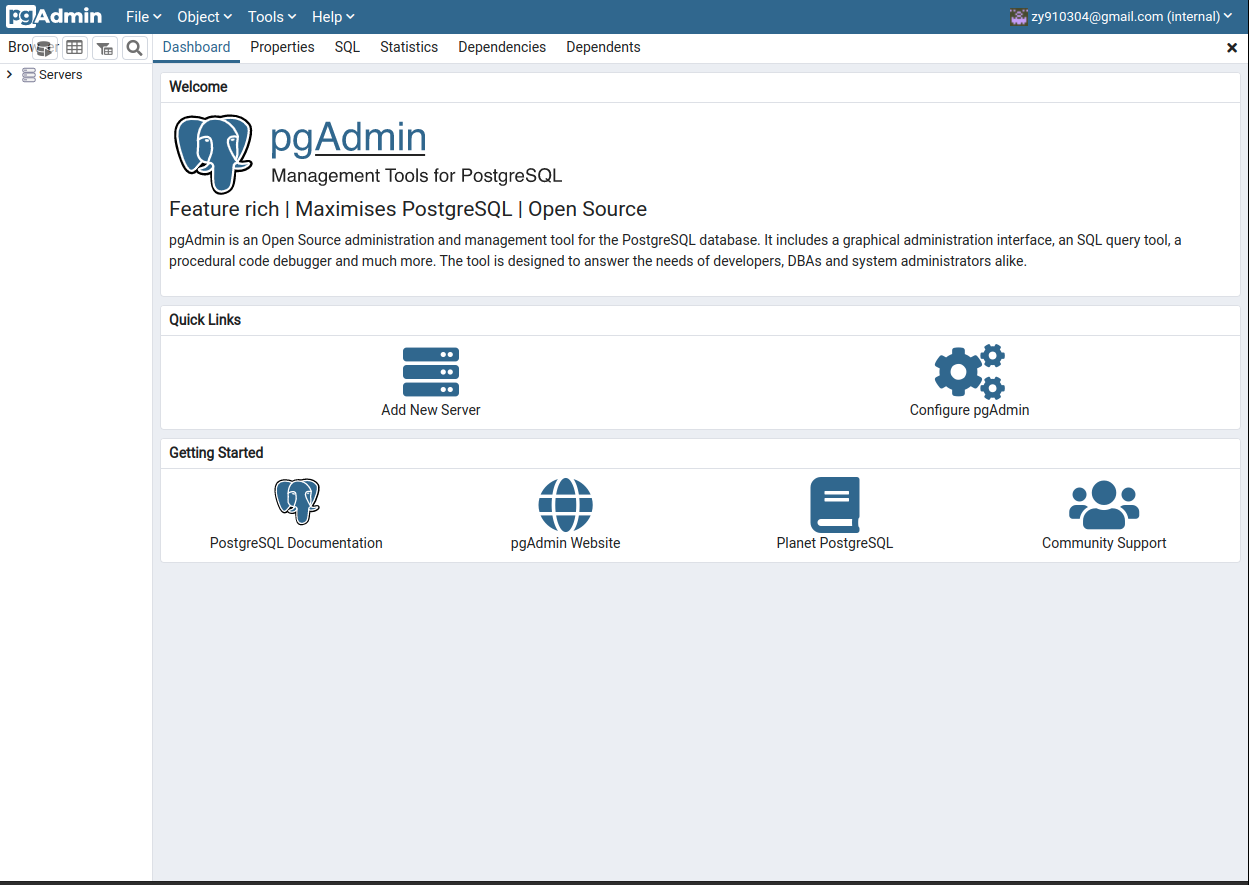 pgAdmin File Object Tools Help zy910304@gmail.com (internal)
Dashboard Properties SQL Statistics Dependencies Dependents
Servers
Welcome
pgAdmin
Management Tools for PostgreSQL
Feature rich | Maximises PostgreSQL | Open Source
pgAdmin is an Open Source administration and management tool for the PostgreSQL database. It includes a graphical administration interface, an SQL query tool, a
procedural code debugger and much more. The tool is designed to answer the needs of developers, DBAs and system administrators alike.
Quick Links
Add New Server Configure pgAdmin
Getting Started
PostgreSQL Documentation pgAdmin Website Planet PostgreSQL Community Support